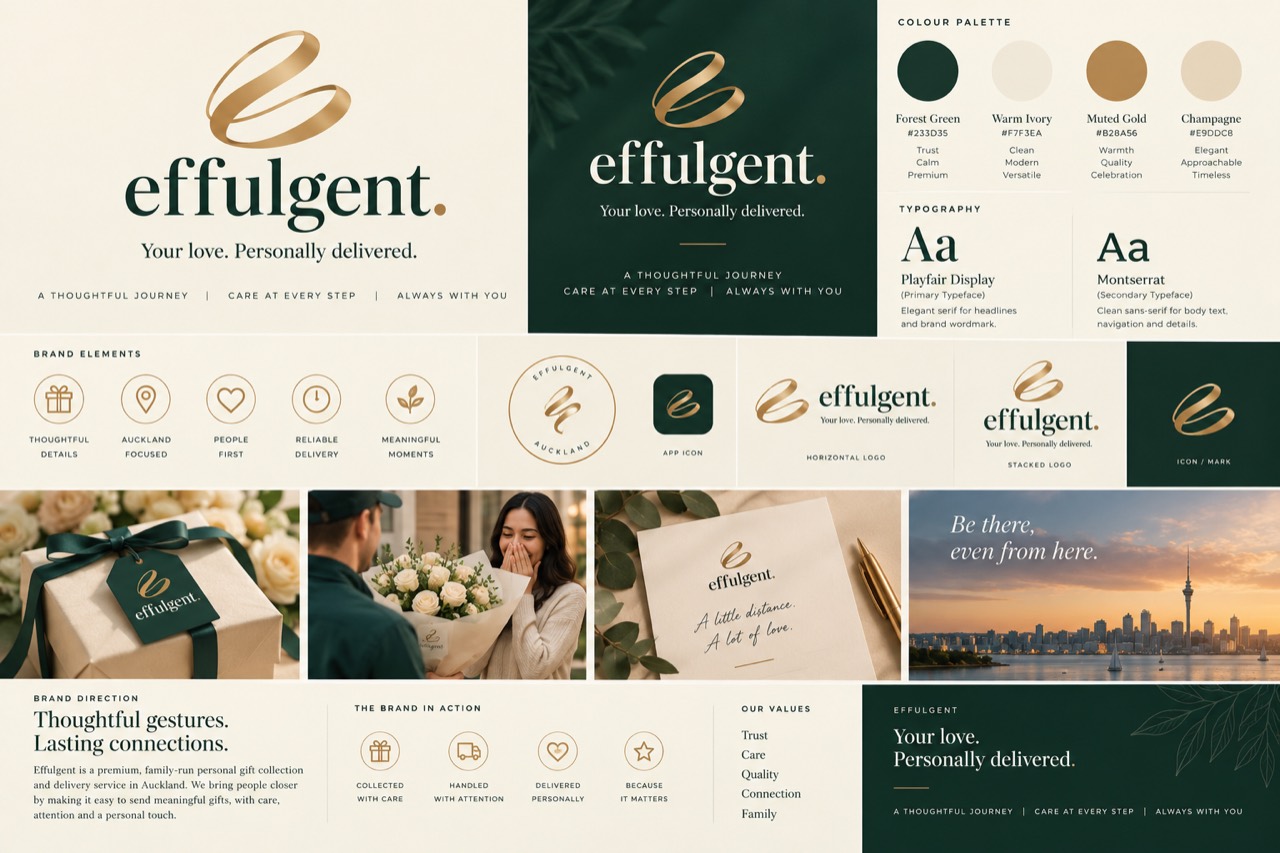 effulgent.
Your love. Personally delivered.
A THOUGHTFUL JOURNEY | CARE AT EVERY STEP | ALWAYS WITH YOU
effulgent.
Your love. Personally delivered.
A THOUGHTFUL JOURNEY
CARE AT EVERY STEP | ALWAYS WITH YOU
COLOUR PALETTE
Forest Green
#233D35
Trust
Calm
Premium
Warm Ivory
#F7F3EA
Clean
Modern
Versatile
Muted Gold
#B28A56
Warmth
Quality
Celebration
Champagne
#E9DDC8
Elegant
Approachable
Timeless
TYPOGRAPHY
Aa
Playfair Display
(Primary Typeface)
Elegant serif for headlines
and brand wordmark.
Aa
Montserrat
(Secondary Typeface)
Clean sans-serif for body text,
navigation and details.
BRAND ELEMENTS
THOUGHTFUL
DETAILS
AUCKLAND
FOCUSED
PEOPLE
FIRST
RELIABLE
DELIVERY
MEANINGFUL
MOMENTS
EFFULGENT
AUCKLAND
APP ICON
effulgent.
Your love. Personally delivered.
HORIZONTAL LOGO
effulgent.
Your love. Personally delivered.
STACKED LOGO
ICON / MARK
effulgent.
effulgent.
A little distance.
A lot of love.
Be there,
even from here.
BRAND DIRECTION
Thoughtful gestures.
Lasting connections.
Effulgent is a premium, family-run personal gift collection
and delivery service in Auckland. We bring people closer
by making it easy to send meaningful gifts, with care,
attention and a personal touch.
THE BRAND IN ACTION
COLLECTED
WITH CARE
HANDLED
WITH ATTENTION
DELIVERED
PERSONALLY
BECAUSE
IT MATTERS
OUR VALUES
Trust
Care
Quality
Connection
Family
EFFULGENT
Your love.
Personally delivered.
A THOUGHTFUL JOURNEY | CARE AT EVERY STEP | ALWAYS WITH YOU